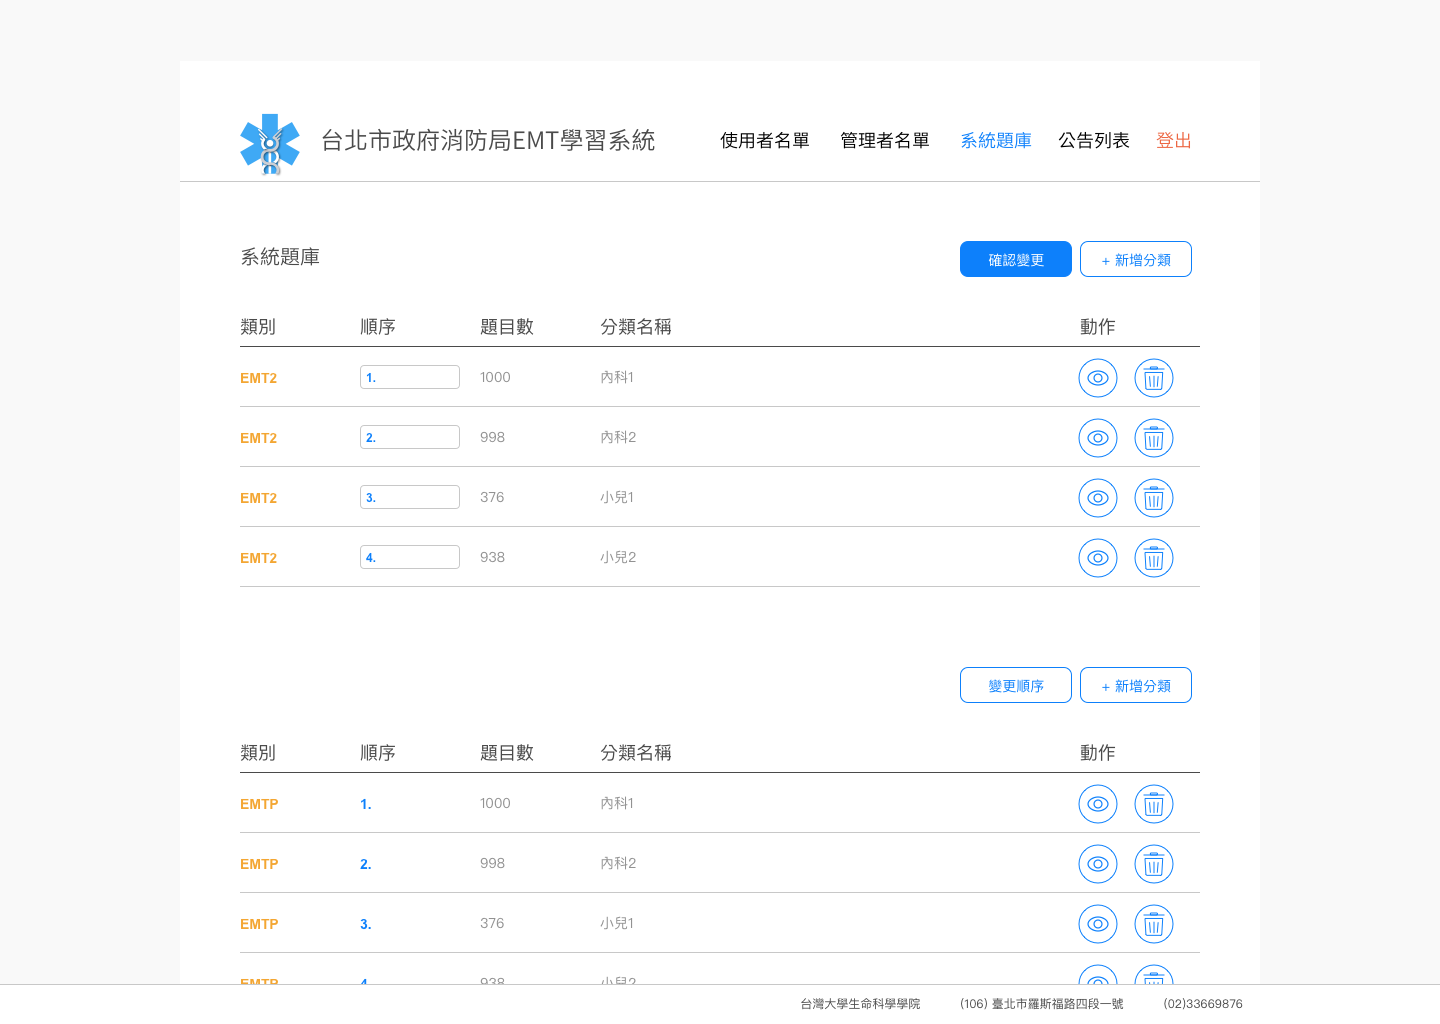 台北市政府消防局EMT學習系統 使用者名單 管理者名單 系統題庫 公告列表 登出
系統題庫 確認變更 + 新增分類
類別 順序 題目數 分類名稱 動作
EMT2 1. 1000 內科1
EMT2 2. 998 內科2
EMT2 3. 376 小兒1
EMT2 4. 938 小兒2
變更順序 + 新增分類
類別 順序 題目數 分類名稱 動作
EMTP 1. 1000 內科1
EMTP 2. 998 內科2
EMTP 3. 376 小兒1
EMTP 4. 938 小兒2
台灣大學生命科學學院 (106) 臺北市羅斯福路四段一號 (02)33669876